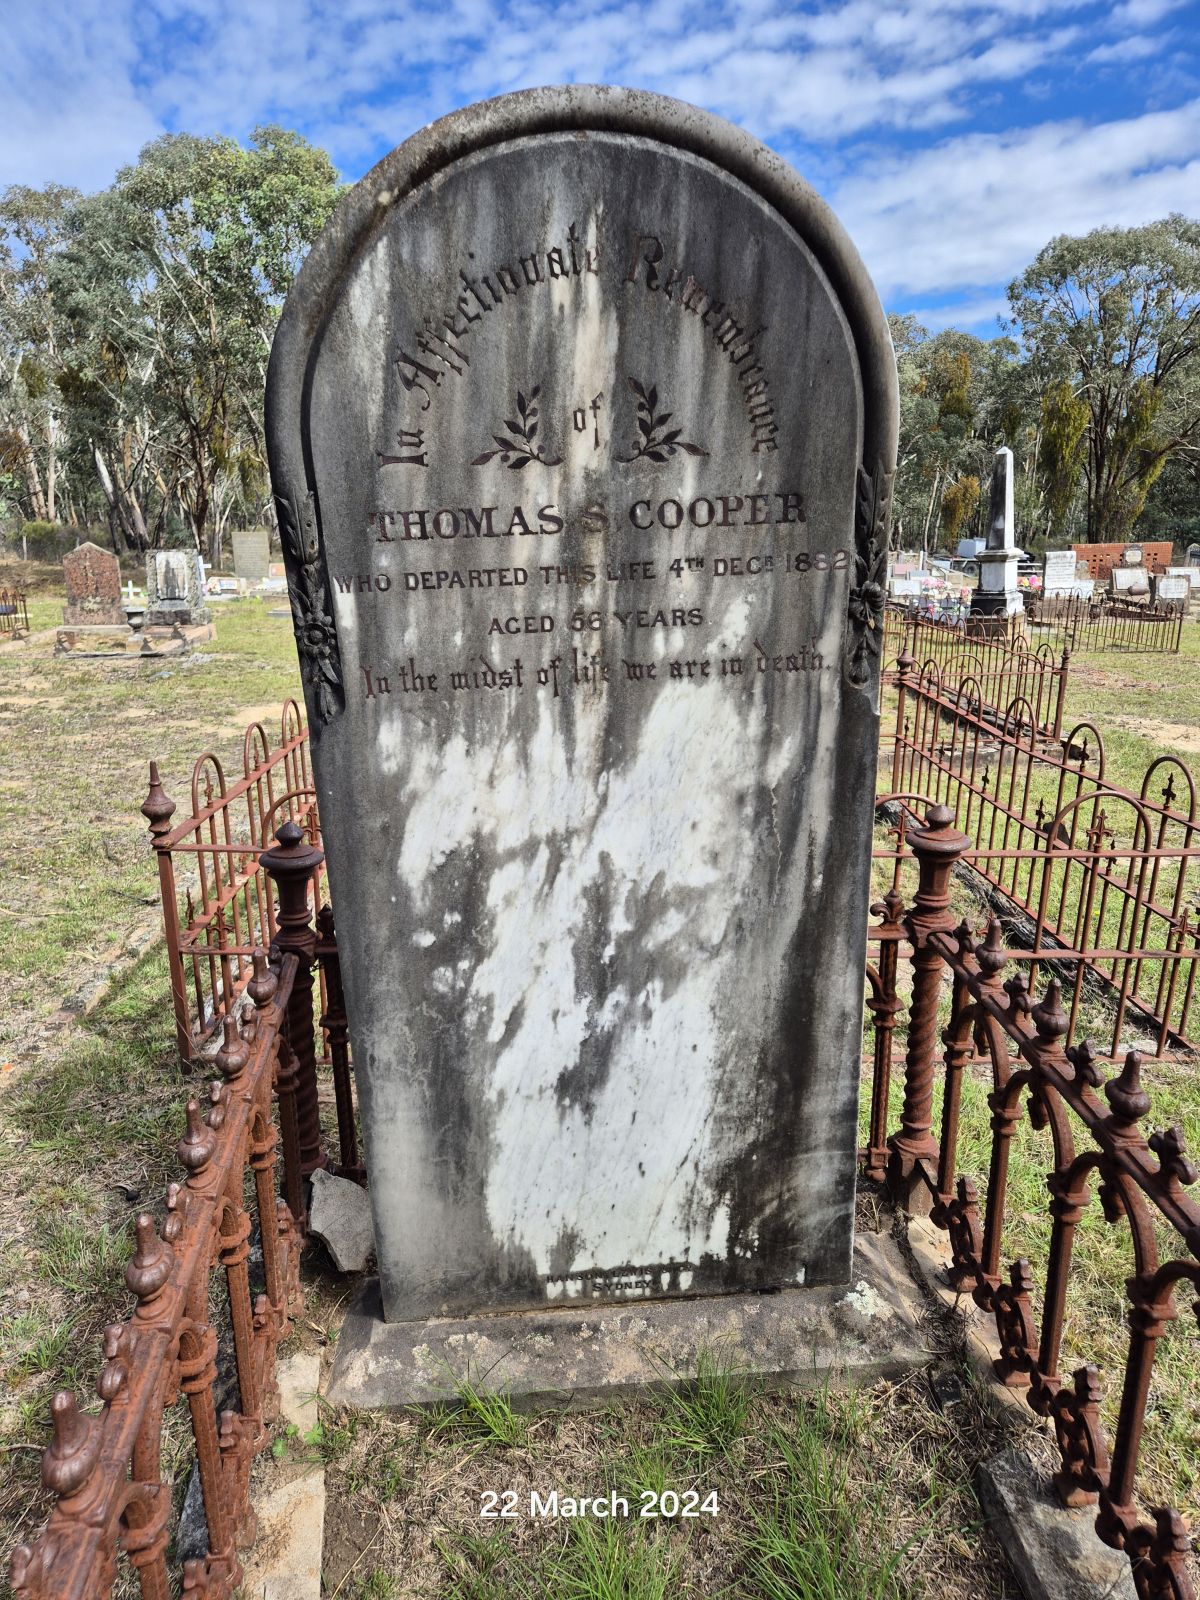 In Affectionate Remembrance
of
THOMAS S. COOPER
WHO DEPARTED THIS LIFE 4TH DECR 1882
AGED 56 YEARS.
In the midst of life we are in death.
HANSON
SYDNEY
22 March 2024